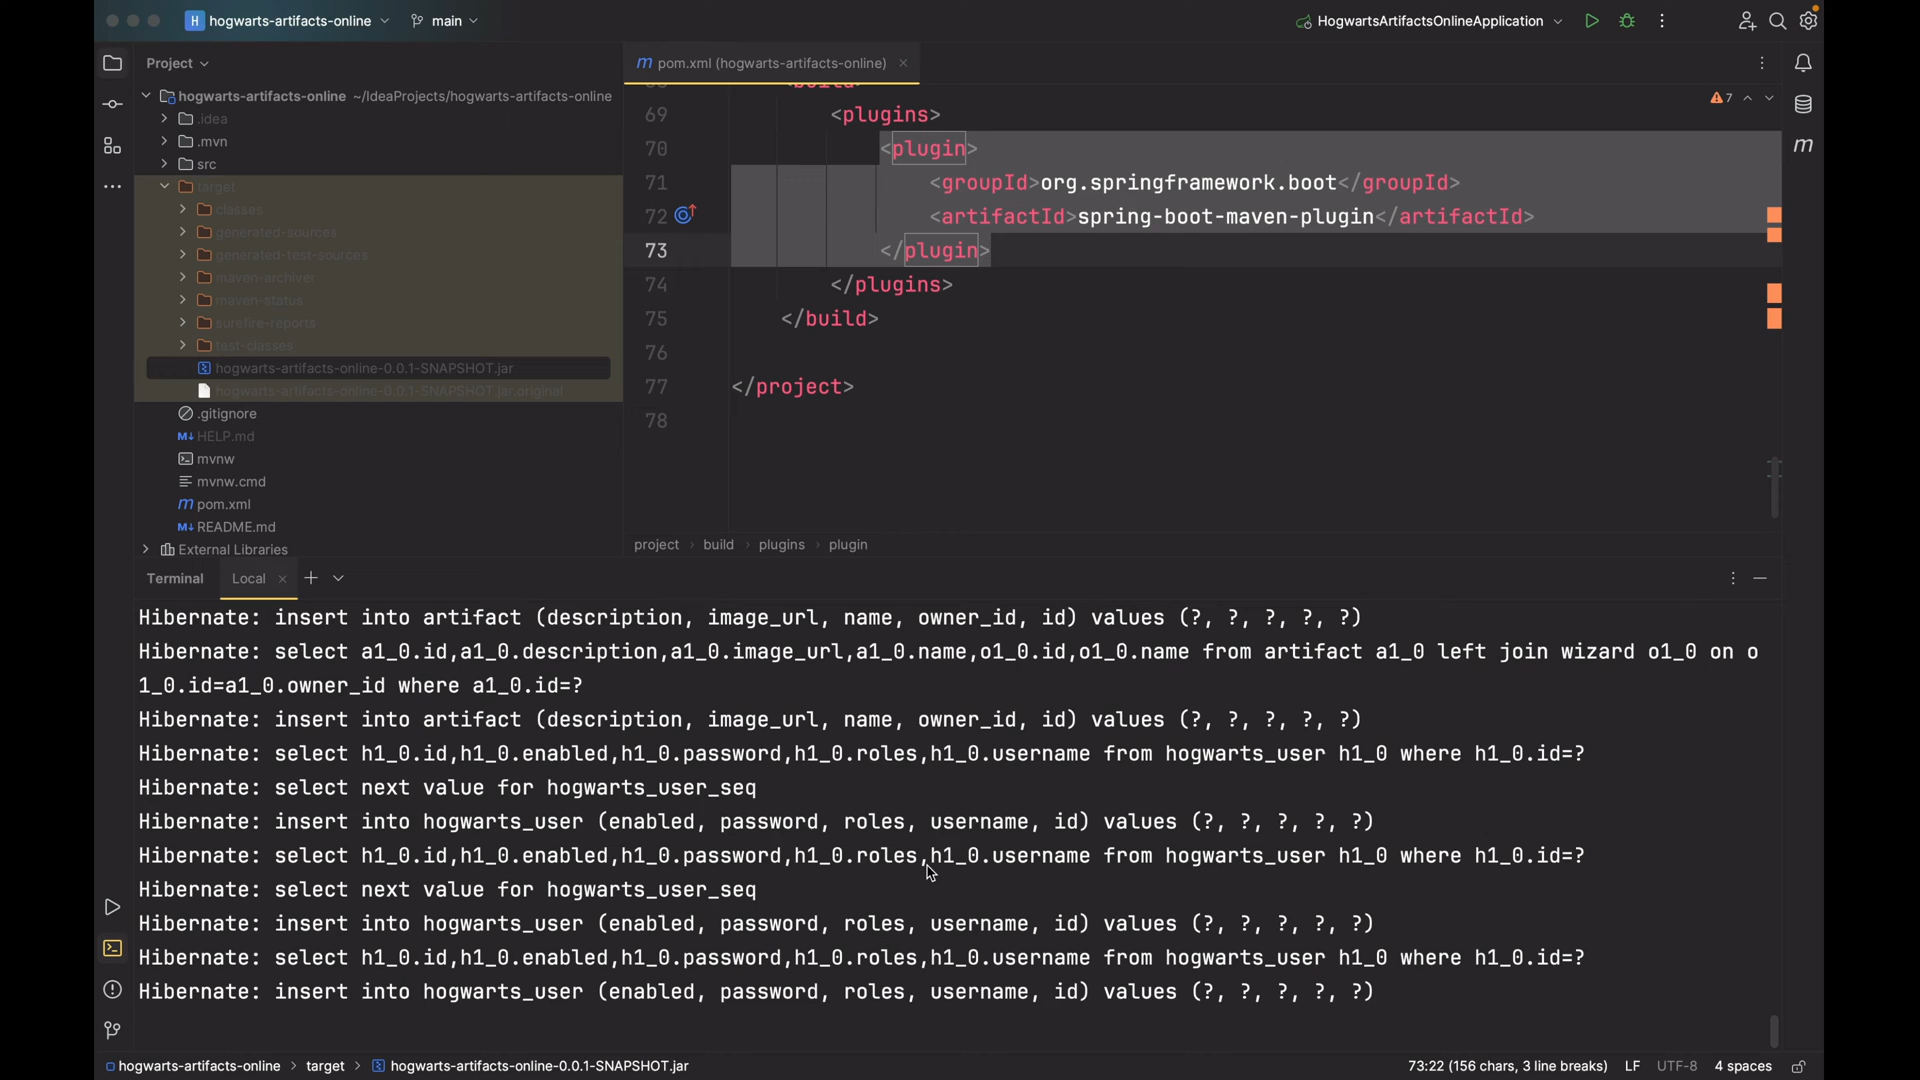 H hogwarts-artifacts-online main HogwartsArtifactsOnlineApplication
Project
pom.xml (hogwarts-artifacts-online)
hogwarts-artifacts-online ~/IdeaProjects/hogwarts-artifacts-online
.idea
.mvn
src
target
classes
generated-sources
generated-test-sources
maven-archiver
maven-status
surefire-reports
test-classes
hogwarts-artifacts-online-0.0.1-SNAPSHOT.jar
hogwarts-artifacts-online-0.0.1-SNAPSHOT.jar.original
.gitignore
HELP.md
mvnw
mvnw.cmd
pom.xml
README.md
External Libraries
7
69 <plugins>
70 <plugin>
71 <groupId>org.springframework.boot</groupId>
72 <artifactId>spring-boot-maven-plugin</artifactId>
73 </plugin>
74 </plugins>
75 </build>
76
77 </project>
78
project > build > plugins > plugin
Terminal Local
Hibernate: insert into artifact (description, image_url, name, owner_id, id) values (?, ?, ?, ?, ?)
Hibernate: select a1_0.id,a1_0.description,a1_0.image_url,a1_0.name,o1_0.id,o1_0.name from artifact a1_0 left join wizard o1_0 on o
1_0.id=a1_0.owner_id where a1_0.id=?
Hibernate: insert into artifact (description, image_url, name, owner_id, id) values (?, ?, ?, ?, ?)
Hibernate: select h1_0.id,h1_0.enabled,h1_0.password,h1_0.roles,h1_0.username from hogwarts_user h1_0 where h1_0.id=?
Hibernate: select next value for hogwarts_user_seq
Hibernate: insert into hogwarts_user (enabled, password, roles, username, id) values (?, ?, ?, ?, ?)
Hibernate: select h1_0.id,h1_0.enabled,h1_0.password,h1_0.roles,h1_0.username from hogwarts_user h1_0 where h1_0.id=?
Hibernate: select next value for hogwarts_user_seq
Hibernate: insert into hogwarts_user (enabled, password, roles, username, id) values (?, ?, ?, ?, ?)
Hibernate: select h1_0.id,h1_0.enabled,h1_0.password,h1_0.roles,h1_0.username from hogwarts_user h1_0 where h1_0.id=?
Hibernate: insert into hogwarts_user (enabled, password, roles, username, id) values (?, ?, ?, ?, ?)
hogwarts-artifacts-online > target > hogwarts-artifacts-online-0.0.1-SNAPSHOT.jar 73:22 (156 chars, 3 line breaks) LF UTF-8 4 spaces